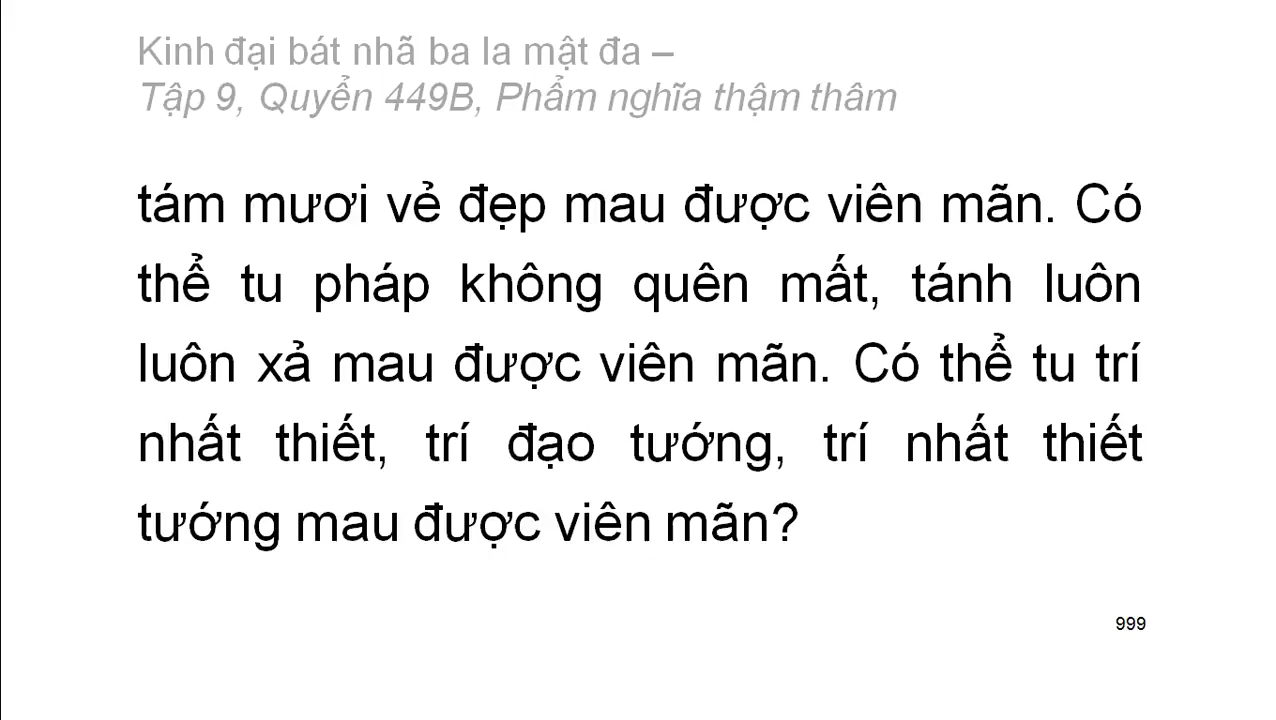 Kinh đại bát nhã ba la mật đa –
Tập 9, Quyển 449B, Phẩm nghĩa thậm thâm
tám mươi vẻ đẹp mau được viên mãn. Có
thể tu pháp không quên mất, tánh luôn
luôn xả mau được viên mãn. Có thể tu trí
nhất thiết, trí đạo tướng, trí nhất thiết
tướng mau được viên mãn?
999